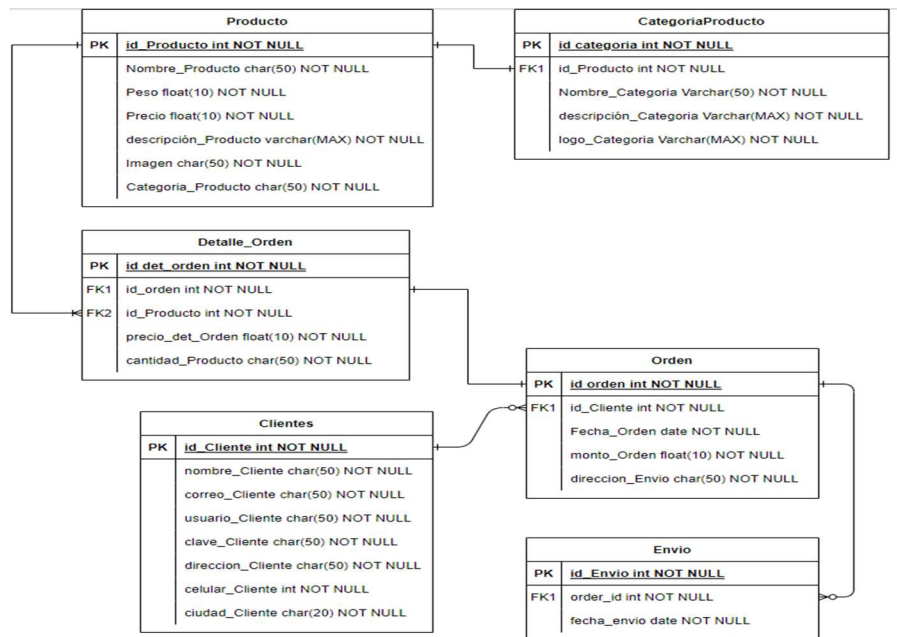 Producto
PK id_Producto int NOT NULL
Nombre_Producto char(50) NOT NULL
Peso float(10) NOT NULL
Precio float(10) NOT NULL
descripción_Producto varchar(MAX) NOT NULL
Imagen char(50) NOT NULL
Categoria_Producto char(50) NOT NULL
CategoriaProducto
PK id categoria int NOT NULL
FK1 id_Producto int NOT NULL
Nombre_Categoria Varchar(50) NOT NULL
descripción_Categoria Varchar(MAX) NOT NULL
logo_Categoria Varchar(MAX) NOT NULL
Detalle_Orden
PK id det_orden int NOT NULL
FK1 id_orden int NOT NULL
FK2 id_Producto int NOT NULL
precio_det_Orden float(10) NOT NULL
cantidad_Producto char(50) NOT NULL
Orden
PK id orden int NOT NULL
FK1 id_Cliente int NOT NULL
Fecha_Orden date NOT NULL
monto_Orden float(10) NOT NULL
direccion_Envio char(50) NOT NULL
Clientes
PK id_Cliente int NOT NULL
nombre_Cliente char(50) NOT NULL
correo_Cliente char(50) NOT NULL
usuario_Cliente char(50) NOT NULL
clave_Cliente char(50) NOT NULL
direccion_Cliente char(50) NOT NULL
celular_Cliente int NOT NULL
ciudad_Cliente char(20) NOT NULL
Envio
PK id_Envio int NOT NULL
FK1 order_id int NOT NULL
fecha_envio date NOT NULL